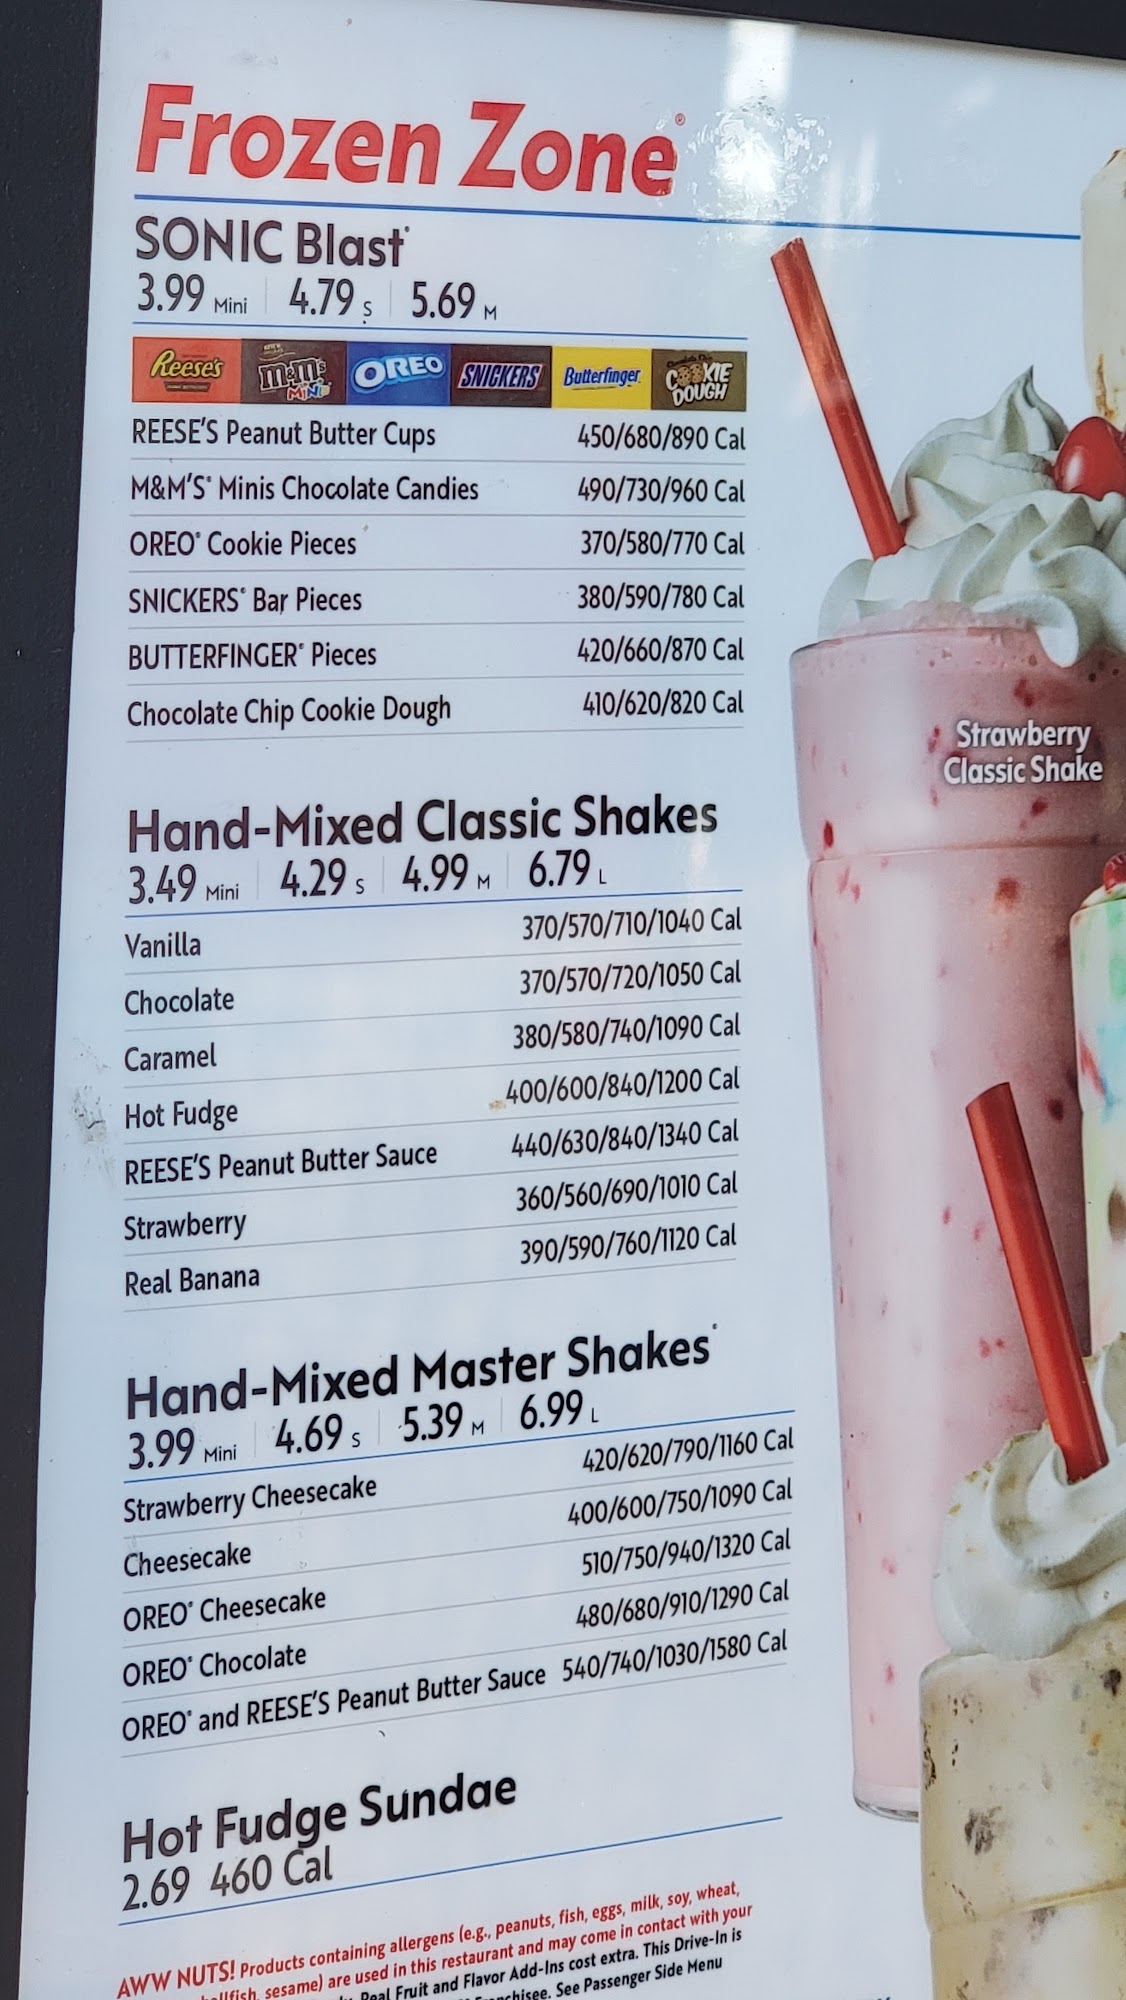 Frozen Zone®
SONIC Blast®
3.99 Mini | 4.79 S | 5.69 M
Reese's M&M's MINIS OREO SNICKERS Butterfinger Chocolate Chip COOKIE DOUGH
REESE'S Peanut Butter Cups 450/680/890 Cal
M&M'S® Minis Chocolate Candies 490/730/960 Cal
OREO® Cookie Pieces 370/580/770 Cal
SNICKERS® Bar Pieces 380/590/780 Cal
BUTTERFINGER® Pieces 420/660/870 Cal
Chocolate Chip Cookie Dough 410/620/820 Cal
Strawberry
Classic Shake
Hand-Mixed Classic Shakes
3.49 Mini | 4.29 S | 4.99 M | 6.79 L
Vanilla 370/570/710/1040 Cal
Chocolate 370/570/720/1050 Cal
Caramel 380/580/740/1090 Cal
Hot Fudge 400/600/840/1200 Cal
REESE'S Peanut Butter Sauce 440/630/840/1340 Cal
Strawberry 360/560/690/1010 Cal
Real Banana 390/590/760/1120 Cal
Hand-Mixed Master Shakes®
3.99 Mini | 4.69 S | 5.39 M | 6.99 L
Strawberry Cheesecake 420/620/790/1160 Cal
Cheesecake 400/600/750/1090 Cal
OREO® Cheesecake 510/750/940/1320 Cal
OREO® Chocolate 480/680/910/1290 Cal
OREO® and REESE'S Peanut Butter Sauce 540/740/1030/1580 Cal
Hot Fudge Sundae
2.69 460 Cal
AWW NUTS! Products containing allergens (e.g., peanuts, fish, eggs, milk, soy, wheat,
sesame) are used in this restaurant and may come in contact with your
Real Fruit and Flavor Add-Ins cost extra. This Drive-In is
See Passenger Side Menu